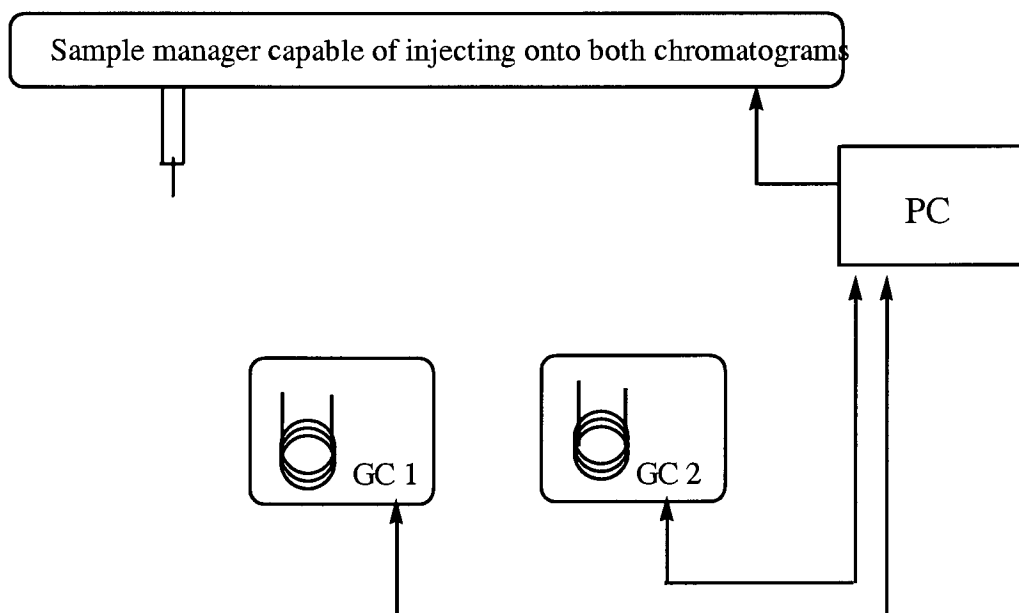 Sample manager capable of injecting onto both chromatograms
PC
GC 1
GC 2